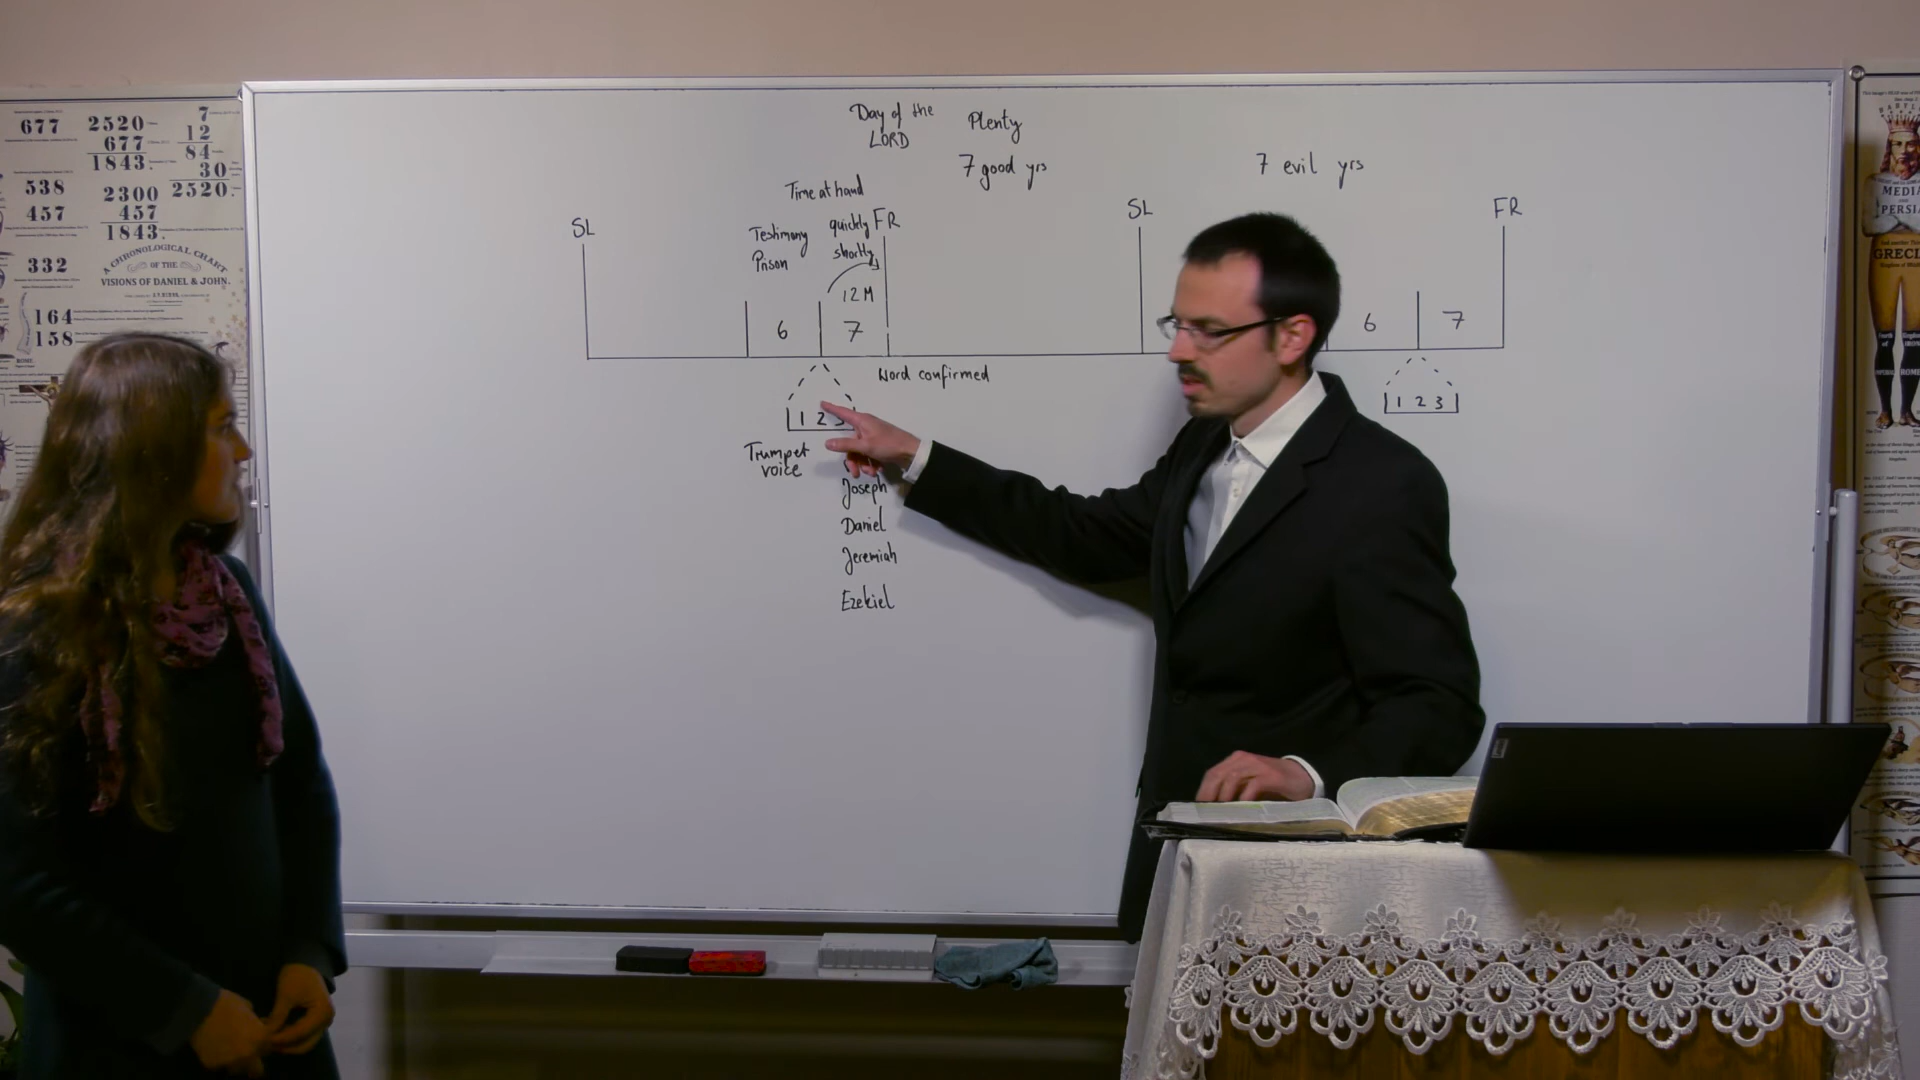 Day of the
LORD
Plenty
7 good yrs
7 evil yrs
Time at hand
SL
Testimony
Prison
quickly
shortly
FR
SL
FR
12M
6
7
6
7
Word confirmed
1 2 3
1 2 3
Trumpet
voice
Joseph
Daniel
Jeremiah
Ezekiel
677
2520
677
1843.
7
12
84
30
2520.
538
457
2300
457
1843.
332
A CHRONOLOGICAL CHART
OF THE
VISIONS OF DANIEL & JOHN.
164
158
ROME.
MEDIA
PERSIA
GRECI